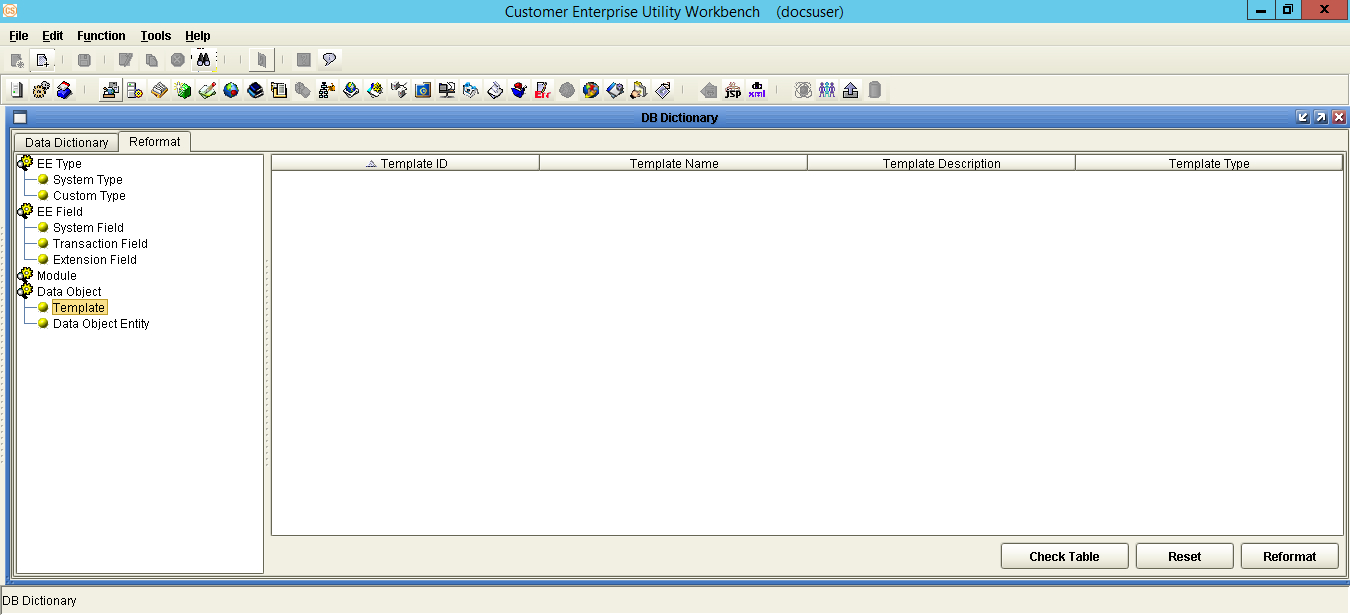 CS
Customer Enterprise Utility Workbench (docsuser)
File Edit Function Tools Help
jsp
db
xml
DB Dictionary
Data Dictionary Reformat
EE Type
System Type
Custom Type
EE Field
System Field
Transaction Field
Extension Field
Module
Data Object
Template
Data Object Entity
Template ID Template Name Template Description Template Type
Check Table Reset Reformat
DB Dictionary